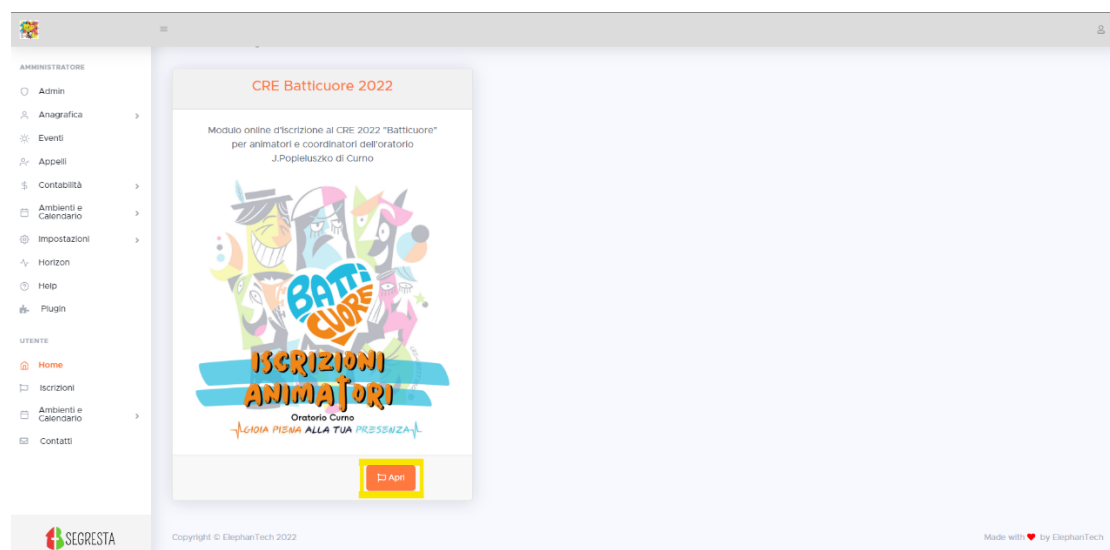 AMMINISTRATORE
Admin
Anagrafica
Eventi
Appelli
Contabilità
Ambienti e
Calendario
Impostazioni
Horizon
Help
Plugin
UTENTE
Home
Iscrizioni
Ambienti e
Calendario
Contatti
SEGRESTA
CRE Batticuore 2022
Modulo online d'iscrizione al CRE 2022 "Batticuore"
per animatori e coordinatori dell'oratorio
J.Popieluszko di Curno
BATTI
CUORE
ISCRIZIONI
ANIMATORI
Oratorio Curno
GIOIA PIENA ALLA TUA PRESENZA
Apri
Copyright © ElephanTech 2022
Made with ❤ by ElephanTech